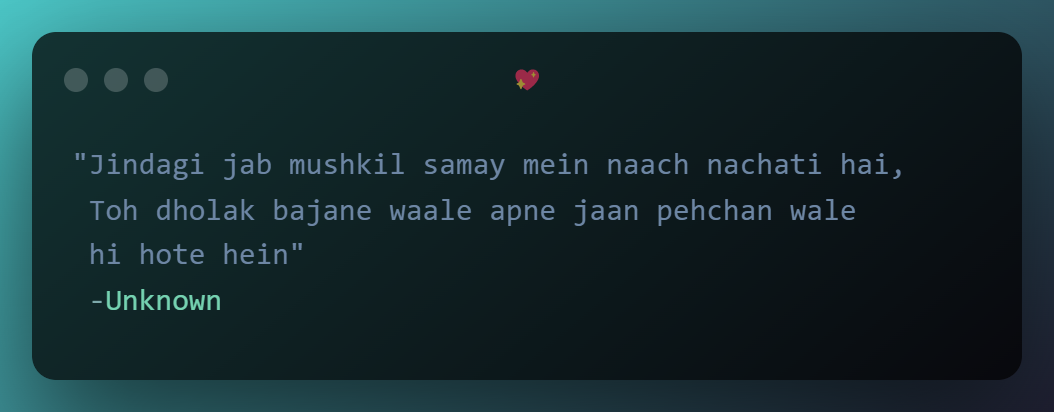 "Jindagi jab mushkil samay mein naach nachati hai,
Toh dholak bajane waale apne jaan pehchan wale
hi hote hein"
-Unknown